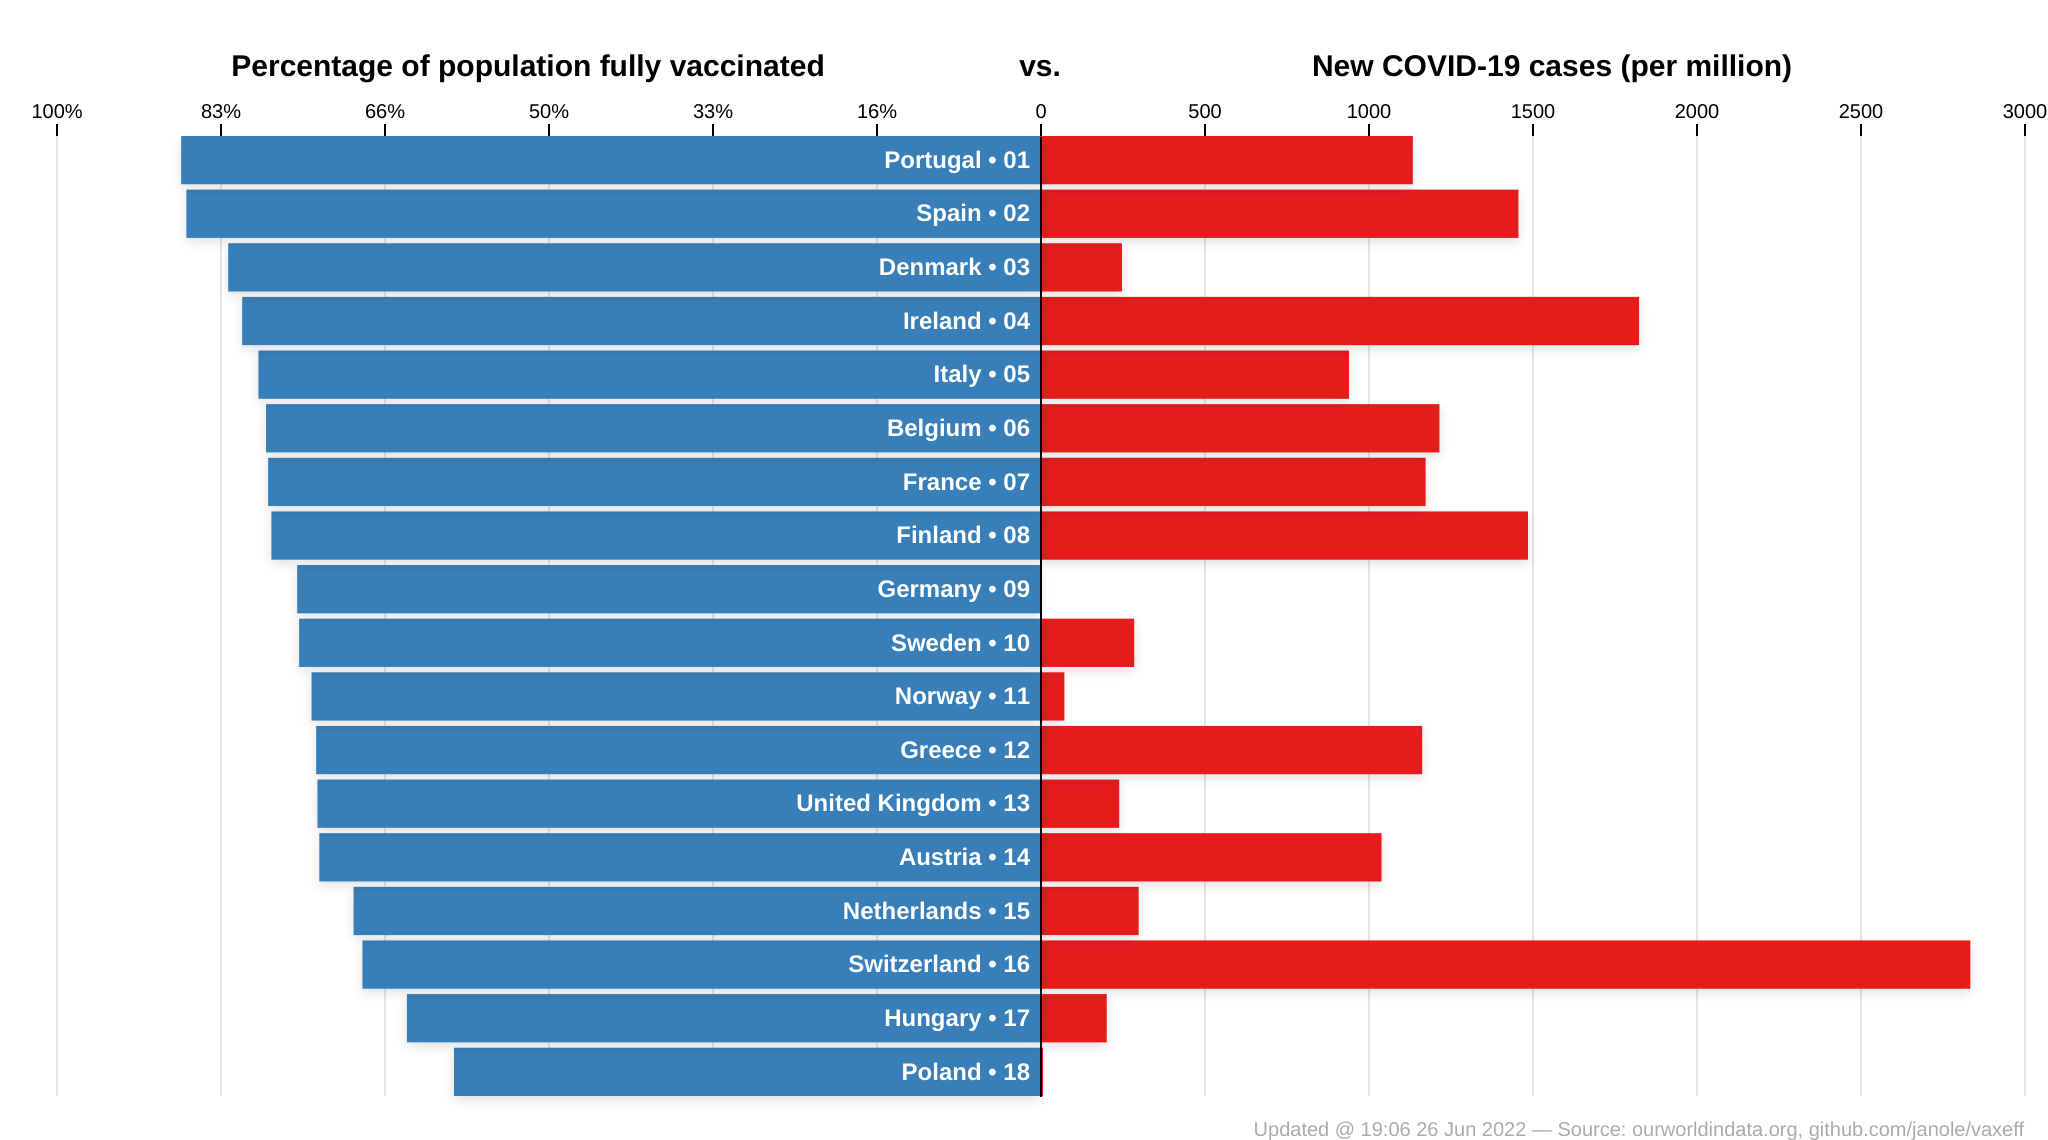 Percentage of population fully vaccinated vs. New COVID-19 cases (per million)
100% 83% 66% 50% 33% 16% 0 500 1000 1500 2000 2500 3000
Portugal • 01
Spain • 02
Denmark • 03
Ireland • 04
Italy • 05
Belgium • 06
France • 07
Finland • 08
Germany • 09
Sweden • 10
Norway • 11
Greece • 12
United Kingdom • 13
Austria • 14
Netherlands • 15
Switzerland • 16
Hungary • 17
Poland • 18
Updated @ 19:06 26 Jun 2022 — Source: ourworldindata.org, github.com/janole/vaxeff